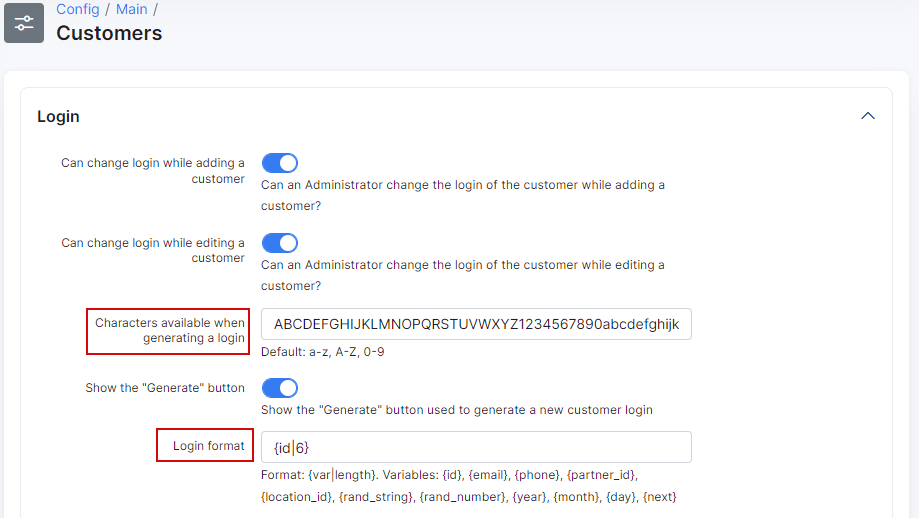 Config / Main /
Customers
Login
Can change login while adding a
customer
Can an Administrator change the login of the customer while adding a
customer?
Can change login while editing a
customer
Can an Administrator change the login of the customer while editing a
customer?
Characters available when
generating a login
ABCDEFGHIJKLMNOPQRSTUVWXYZ1234567890abcdefghijk
Default: a-z, A-Z, 0-9
Show the "Generate" button
Show the "Generate" button used to generate a new customer login
Login format
{id|6}
Format: {var|length}. Variables: {id}, {email}, {phone}, {partner_id},
{location_id}, {rand_string}, {rand_number}, {year}, {month}, {day}, {next}